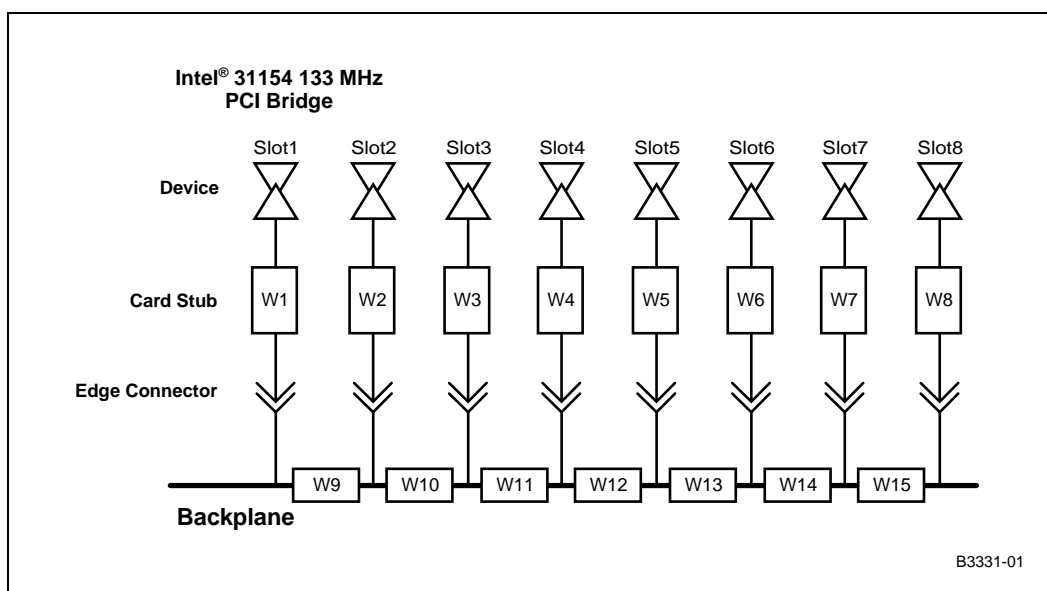 Intel® 31154 133 MHz
PCI Bridge
Slot1 Slot2 Slot3 Slot4 Slot5 Slot6 Slot7 Slot8
Device
Card Stub W1 W2 W3 W4 W5 W6 W7 W8
Edge Connector
W9 W10 W11 W12 W13 W14 W15
Backplane
B3331-01